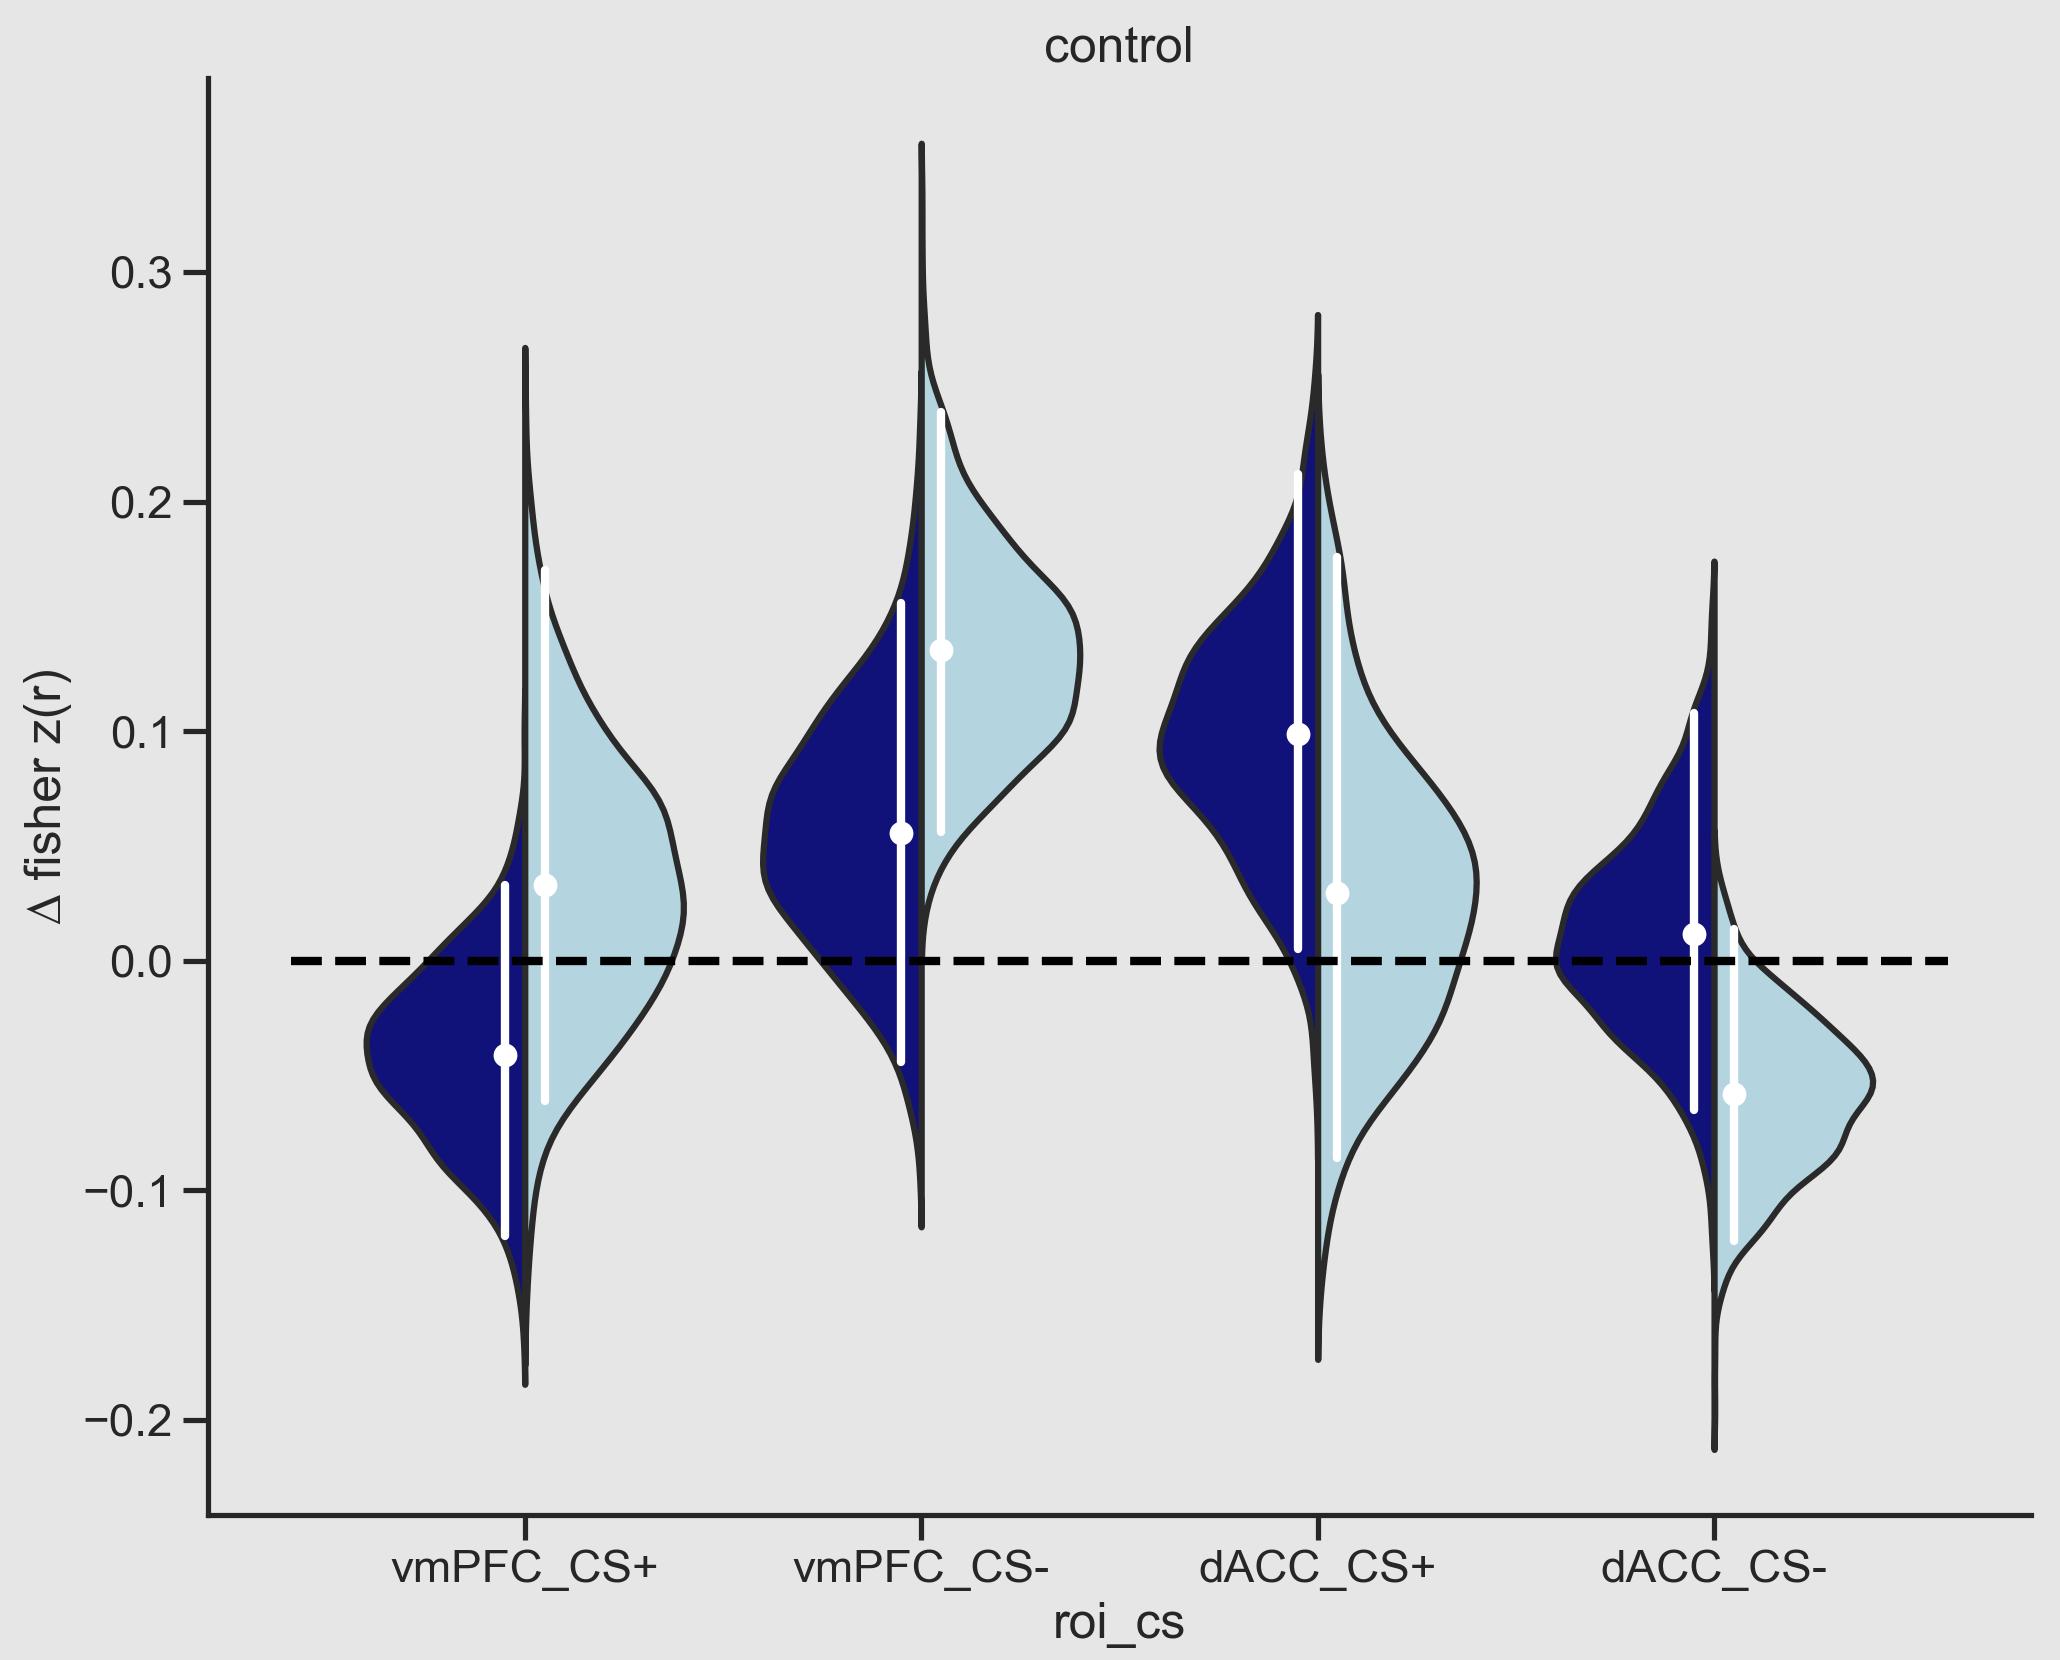 control
Δ fisher z(r)
0.3
0.2
0.1
0.0
−0.1
−0.2
vmPFC_CS+ vmPFC_CS- dACC_CS+ dACC_CS-
roi_cs